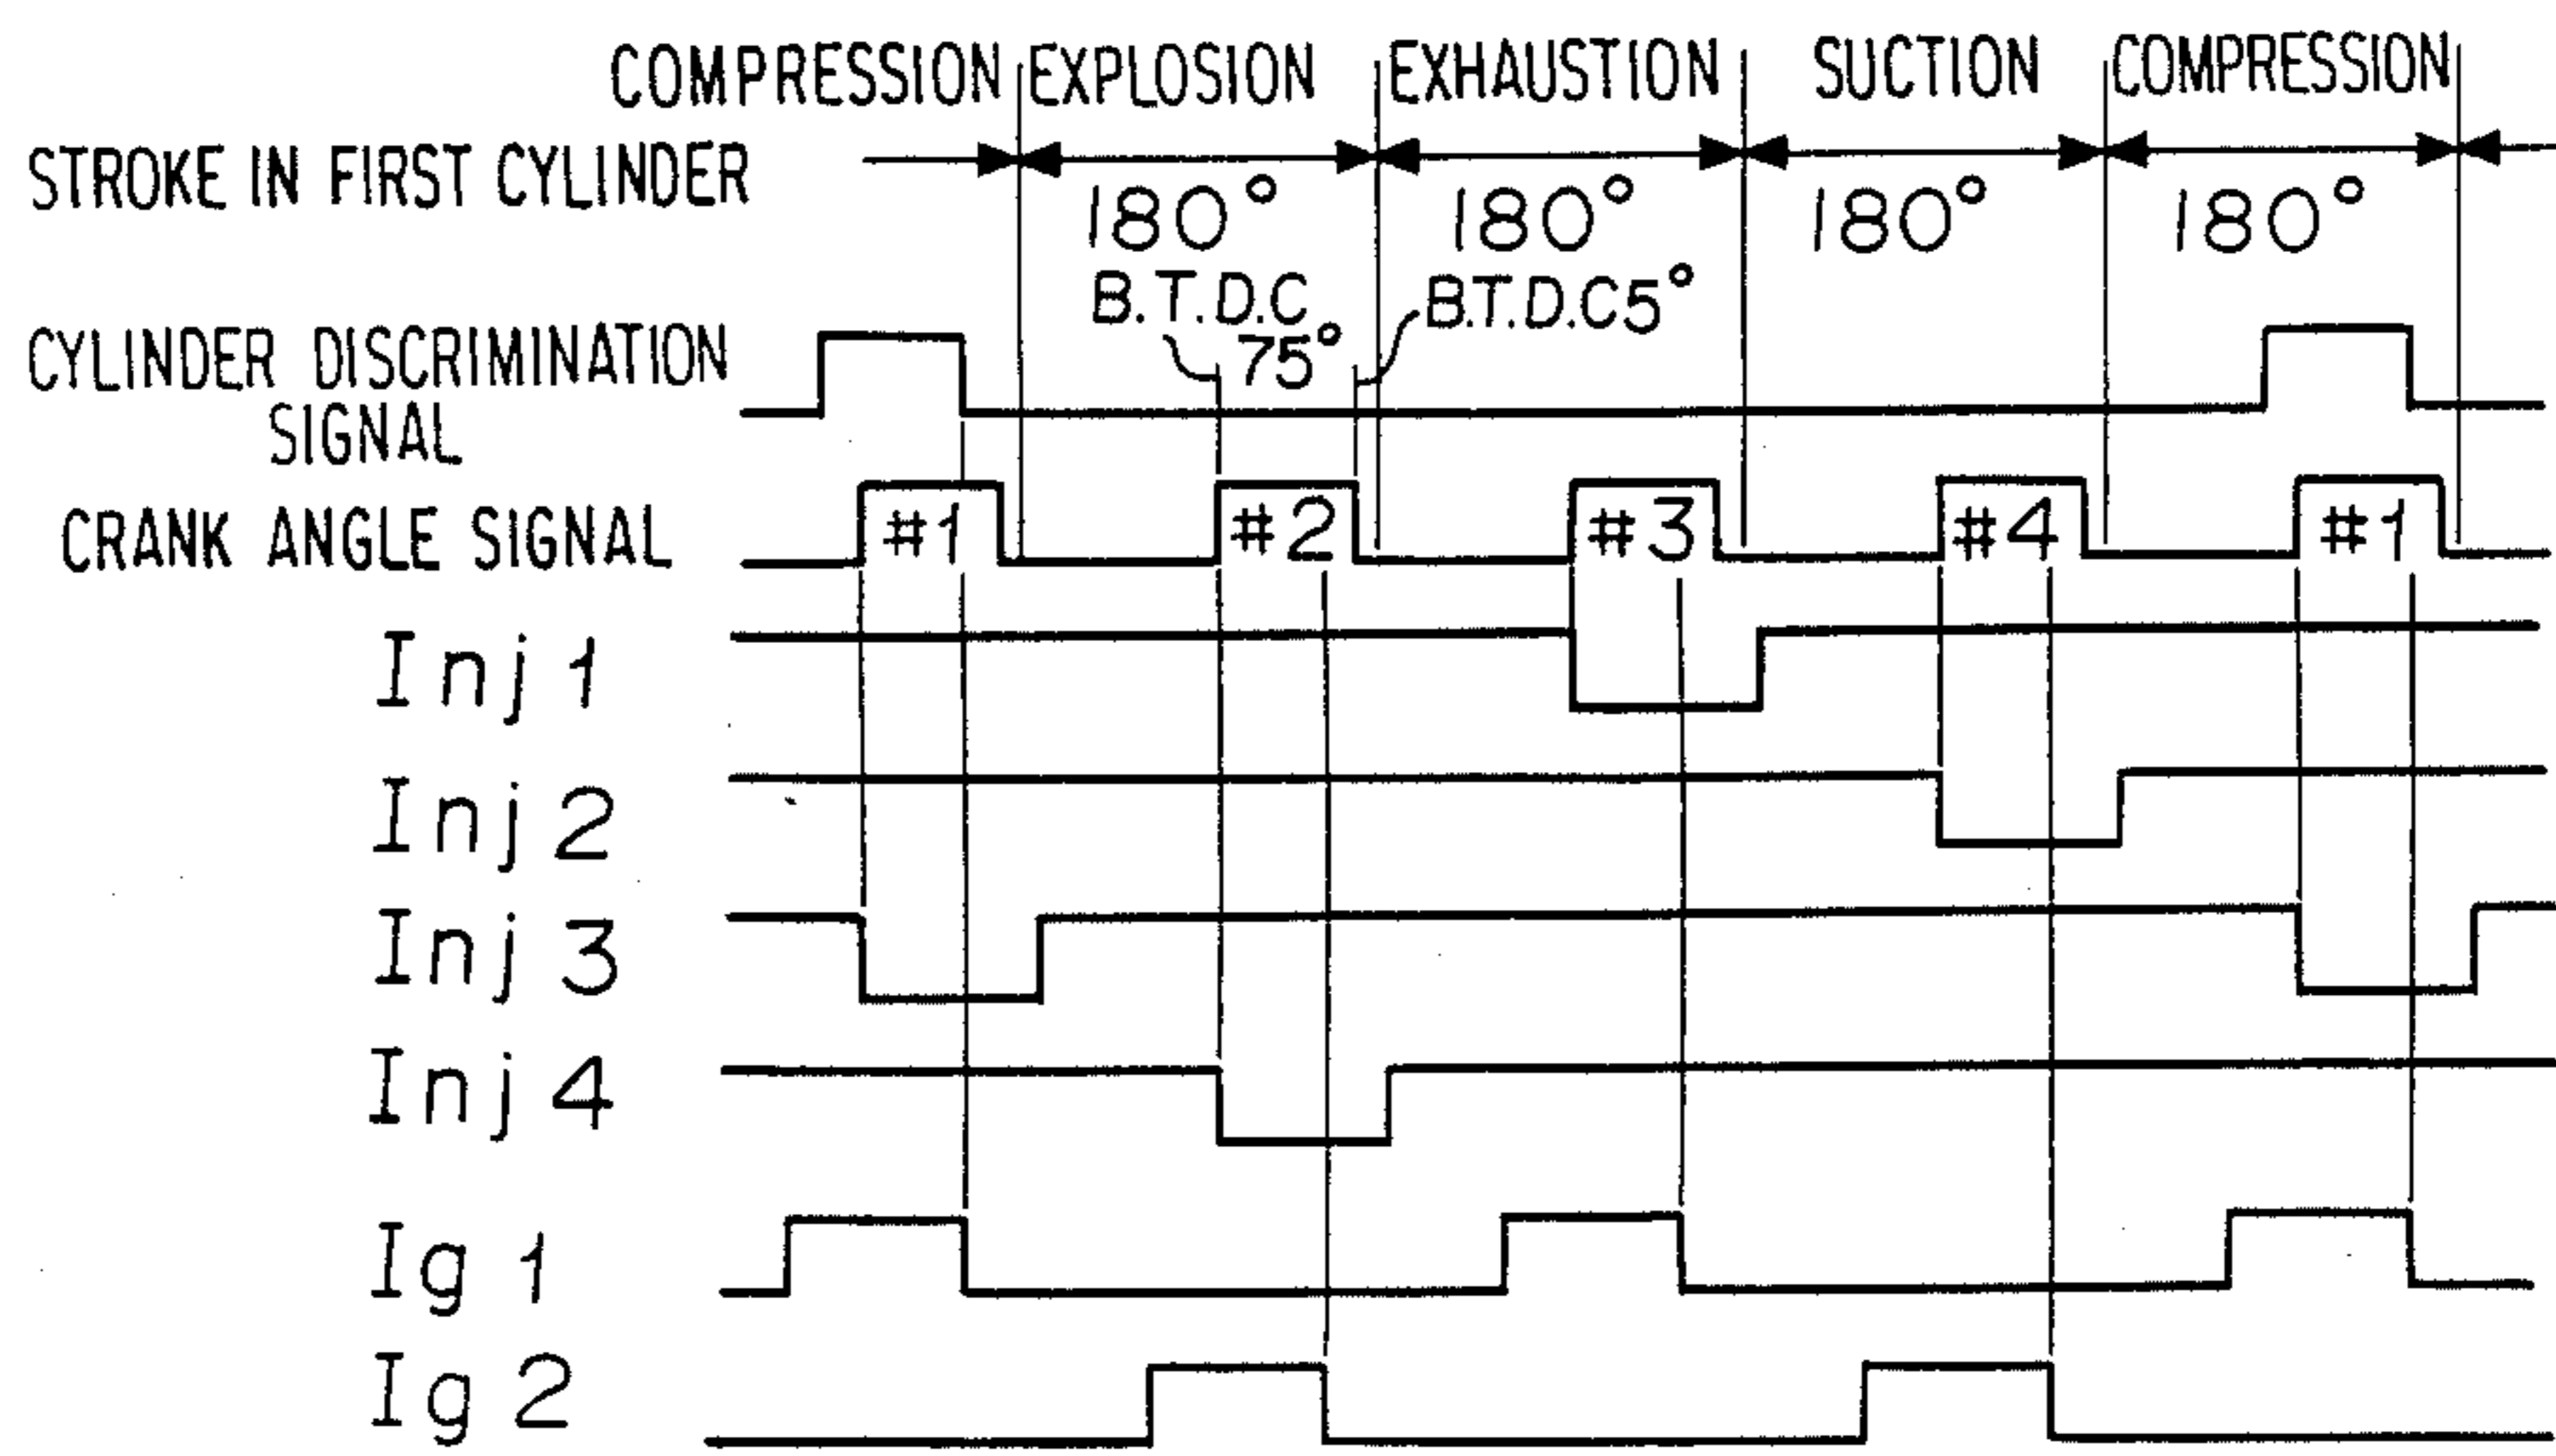 COMPRESSION EXPLOSION EXHAUSTION SUCTION COMPRESSION
STROKE IN FIRST CYLINDER
180° 180° 180° 180°
B.T.D.C 75°
B.T.D.C5°
CYLINDER DISCRIMINATION
SIGNAL
CRANK ANGLE SIGNAL #1 #2 #3 #4 #1
Inj 1
Inj 2
Inj 3
Inj 4
Ig 1
Ig 2